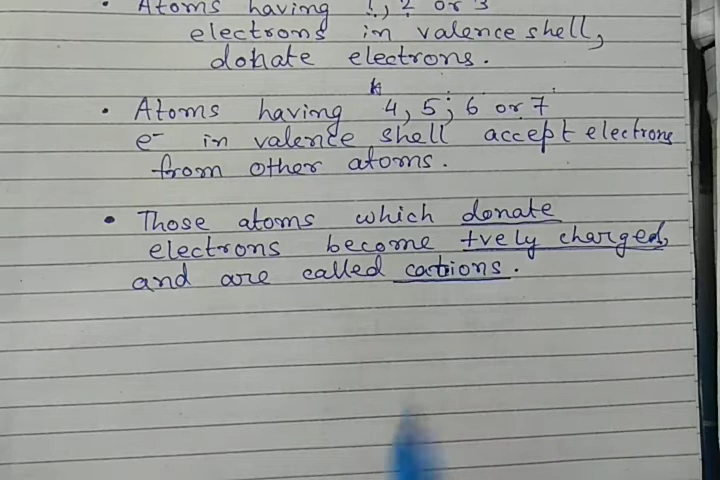 • Atoms having 1, 2 or 3
electrons in valence shell,
donate electrons.
• Atoms having 4, 5, 6 or 7
e⁻ in valence shell accept electrons
from other atoms.
• Those atoms which donate
electrons become +vely charged,
and are called cations.